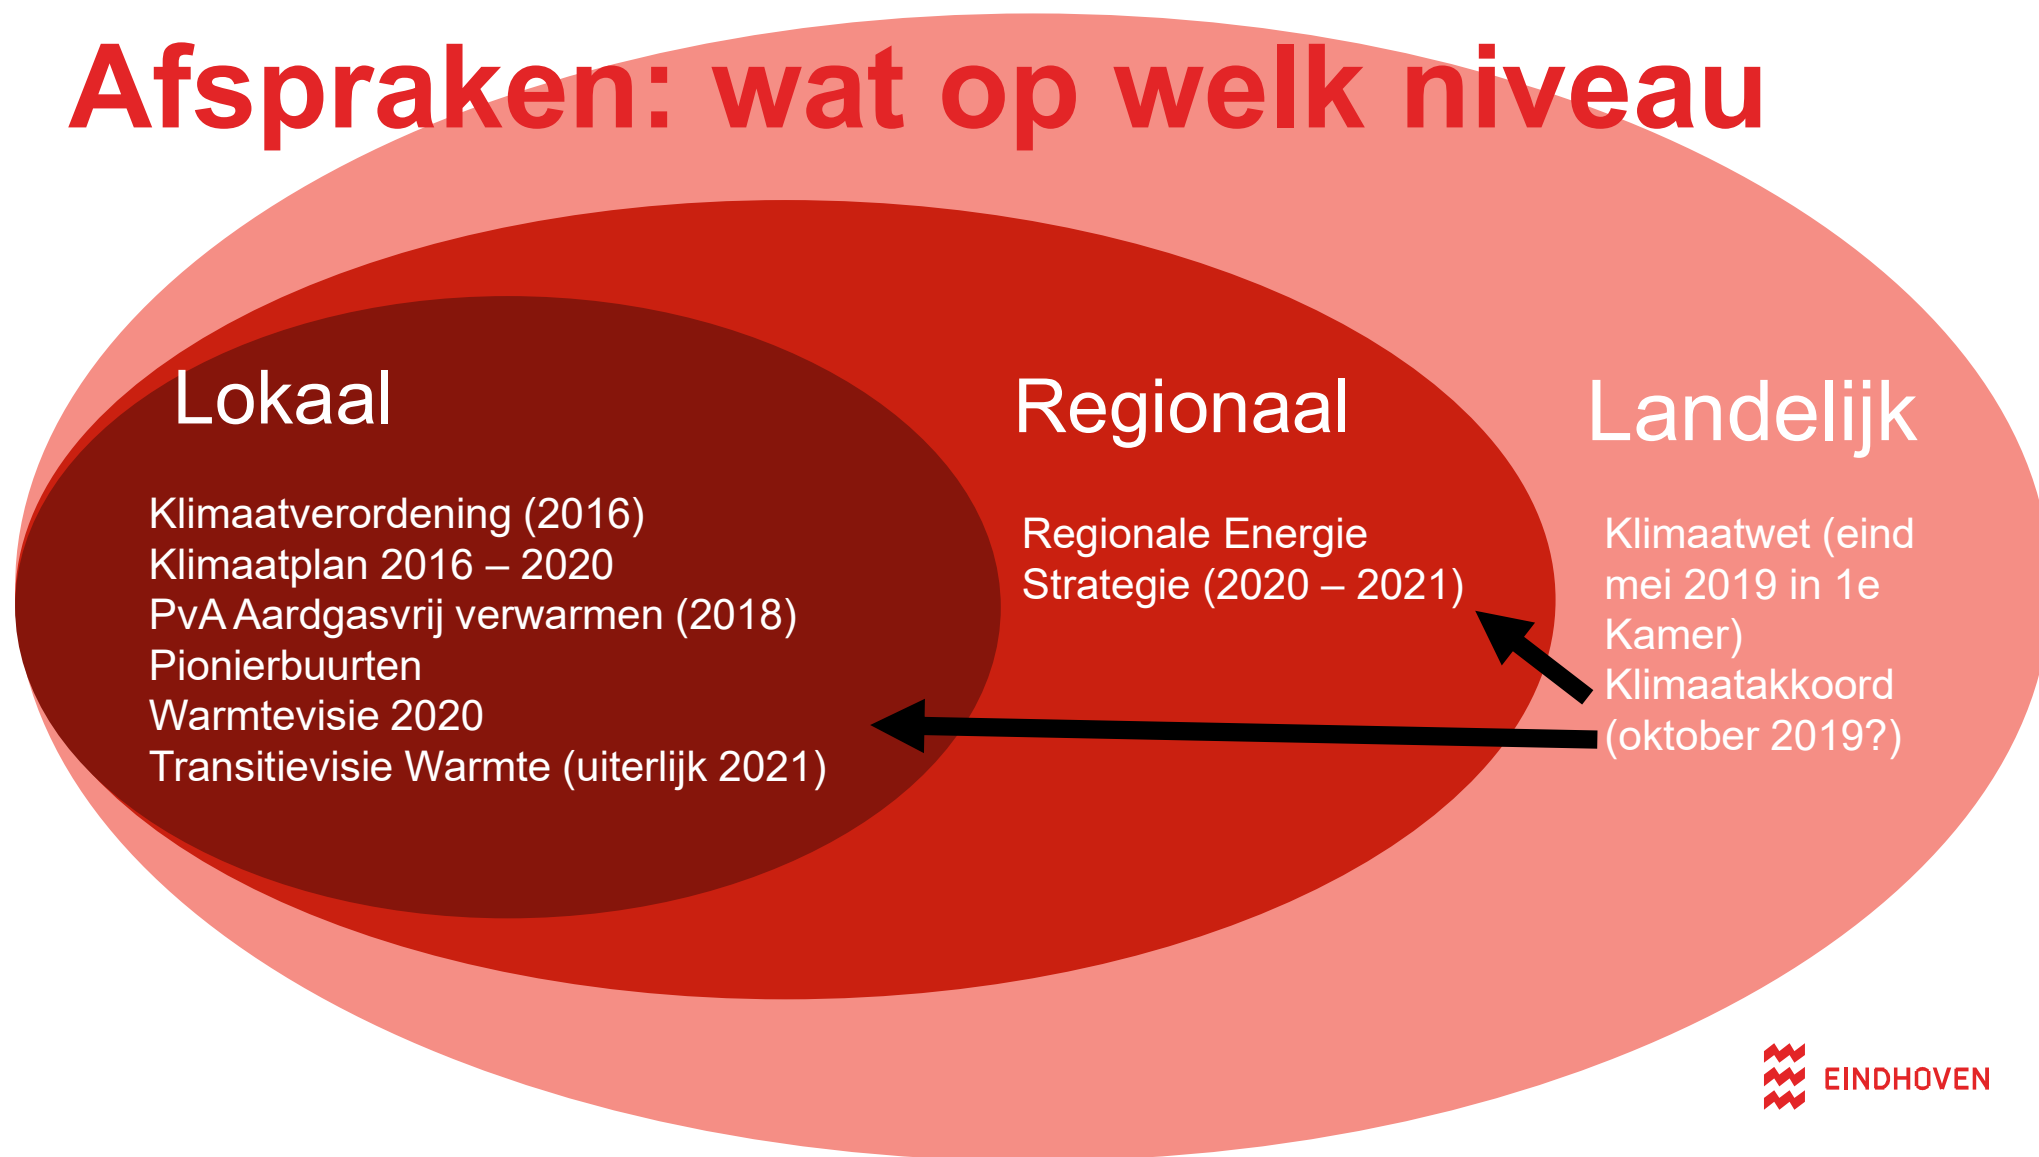 Afspraken: wat op welk niveau
Lokaal
Klimaatverordening (2016)
Klimaatplan 2016 – 2020
PvA Aardgasvrij verwarmen (2018)
Pionierbuurten
Warmtevisie 2020
Transitievisie Warmte (uiterlijk 2021)
Regionaal
Regionale Energie
Strategie (2020 – 2021)
Landelijk
Klimaatwet (eind
mei 2019 in 1e
Kamer)
Klimaatakkoord
(oktober 2019?)
EINDHOVEN